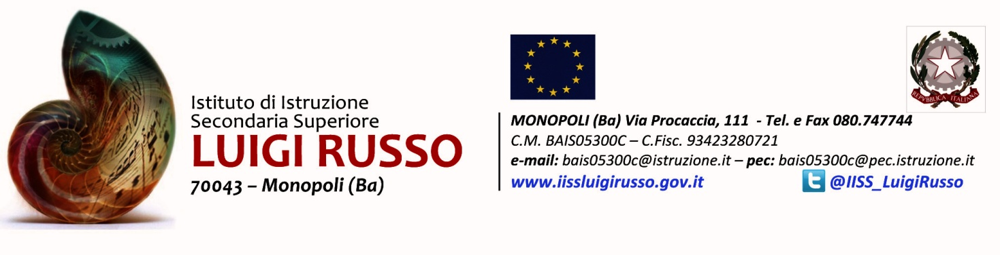 Istituto di Istruzione
Secondaria Superiore
LUIGI RUSSO
70043 – Monopoli (Ba)
REPVBBLICA ITALIANA
MONOPOLI (Ba) Via Procaccia, 111 - Tel. e Fax 080.747744
C.M. BAIS05300C – C.Fisc. 93423280721
e-mail: bais05300c@istruzione.it – pec: bais05300c@pec.istruzione.it
www.iissluigirusso.gov.it
@IISS_LuigiRusso